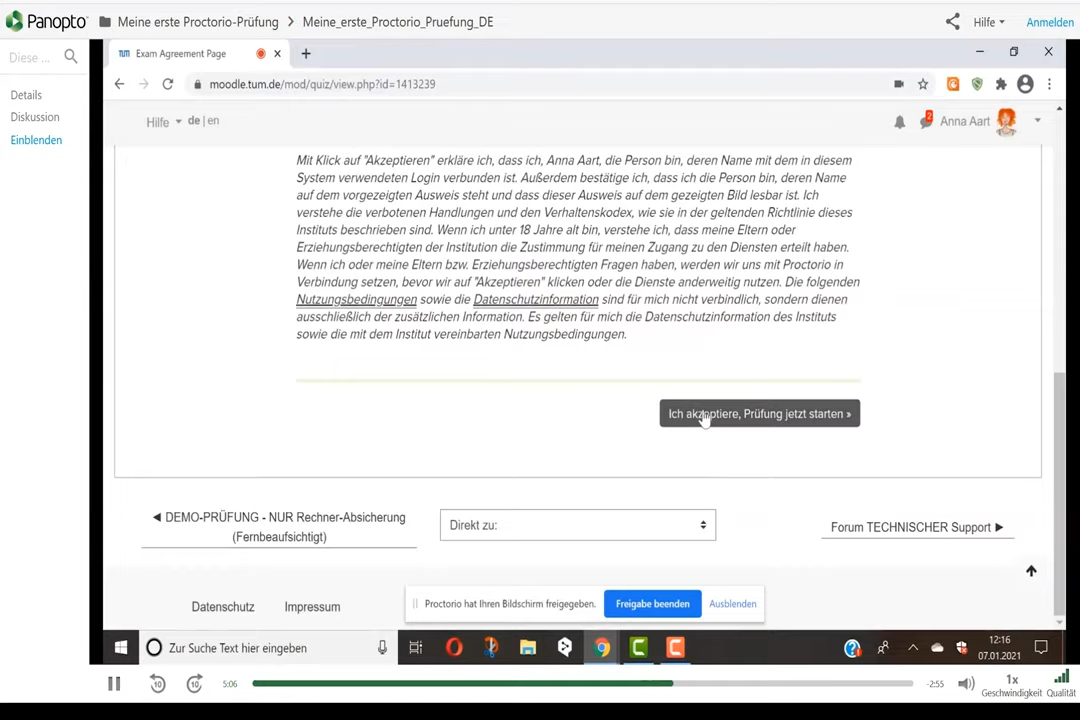 Panopto
Meine erste Proctorio-Prüfung
Meine_erste_Proctorio_Pruefung_DE
Hilfe
Anmelden
Diese ...
Details
Discussion
Einblenden
TUM Exam Agreement Page
moodle.tum.de/mod/quiz/view.php?id=1413239
Hilfe
de | en
2
Anna Aart
Mit Klick auf "Akzeptieren" erkläre ich, dass ich, Anna Aart, die Person bin, deren Name mit dem in diesem
System verwendeten Login verbunden ist. Außerdem bestätige ich, dass ich die Person bin, deren Name
auf dem vorgezeigten Ausweis steht und dass dieser Ausweis auf dem gezeigten Bild lesbar ist. Ich
verstehe die verbotenen Handlungen und den Verhaltenskodex, wie sie in der geltenden Richtlinie dieses
Instituts beschrieben sind. Wenn ich unter 18 Jahre alt bin, verstehe ich, dass meine Eltern oder
Erziehungsberechtigten der Institution die Zustimmung für meinen Zugang zu den Diensten erteilt haben.
Wenn ich oder meine Eltern bzw. Erziehungsberechtigten Fragen haben, werden wir uns mit Proctorio in
Verbindung setzen, bevor wir auf "Akzeptieren" klicken oder die Dienste anderweitig nutzen. Die folgenden
Nutzungsbedingungen sowie die Datenschutzinformation sind für mich nicht verbindlich, sondern dienen
ausschließlich der zusätzlichen Information. Es gelten für mich die Datenschutzinformation des Instituts
sowie die mit dem Institut vereinbarten Nutzungsbedingungen.
Ich akzeptiere, Prüfung jetzt starten »
◄ DEMO-PRÜFUNG - NUR Rechner-Absicherung
(Fernbeaufsichtigt)
Direkt zu:
Forum TECHNISCHER Support ►
Datenschutz
Impressum
Proctorio hat Ihren Bildschirm freigegeben.
Freigabe beenden
Ausblenden
Zur Suche Text hier eingeben
12:16
07.01.2021
10
10
5:06
-2:55
1x
Geschwindigkeit
Qualität